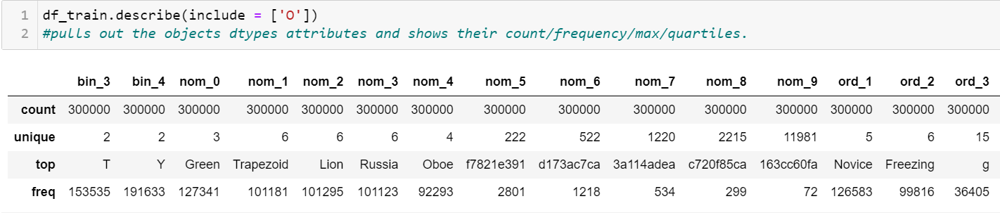 1 df_train.describe(include = ['O'])
2 #pulls out the objects dtypes attributes and shows their count/frequency/max/quartiles.
bin_3 bin_4 nom_0 nom_1 nom_2 nom_3 nom_4 nom_5 nom_6 nom_7 nom_8 nom_9 ord_1 ord_2 ord_3
count 300000 300000 300000 300000 300000 300000 300000 300000 300000 300000 300000 300000 300000 300000 300000
unique 2 2 3 6 6 6 4 222 522 1220 2215 11981 5 6 15
top T Y Green Trapezoid Lion Russia Oboe f7821e391 d173ac7ca 3a114adea c720f85ca 163cc60fa Novice Freezing g
freq 153535 191633 127341 101181 101295 101123 92293 2801 1218 534 299 72 126583 99816 36405